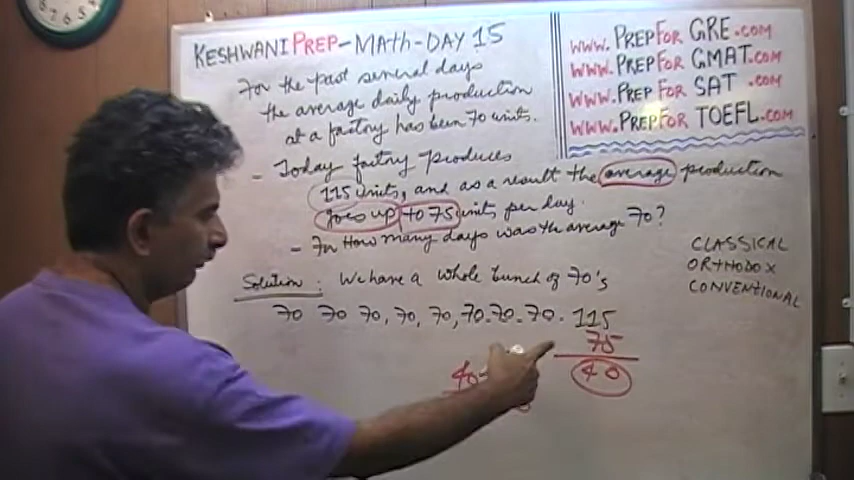 KESHWANIPREP-MATH-DAY 15
For the past several days
the average daily production
at a factory has been 70 units.
- Today factory produces
115 units, and as a result the average production
goes up to 75 units per day.
- For How many days was the average 70?
Solution: We have a whole bunch of 70's
70 70 70, 70, 70, 70. 70. 70. 115
75
40
40
WWW.PREPFOR GRE.COM
WWW.PREPFOR GMAT.COM
WWW.PREPFOR SAT.COM
WWW.PREPFOR TOEFL.COM
CLASSICAL
ORTHODOX
CONVENTIONAL